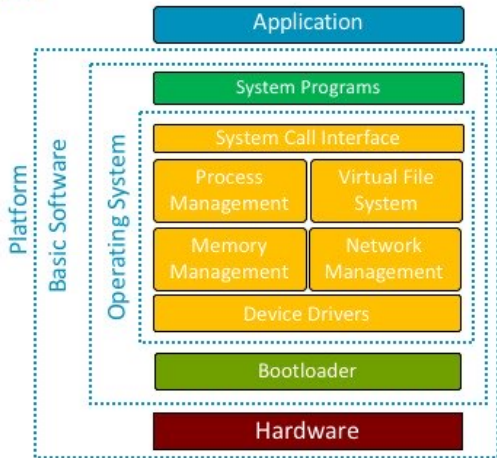 Application
System Programs
System Call Interface
Process
Management
Virtual File
System
Memory
Management
Network
Management
Device Drivers
Bootloader
Hardware
Platform
Basic Software
Operating System